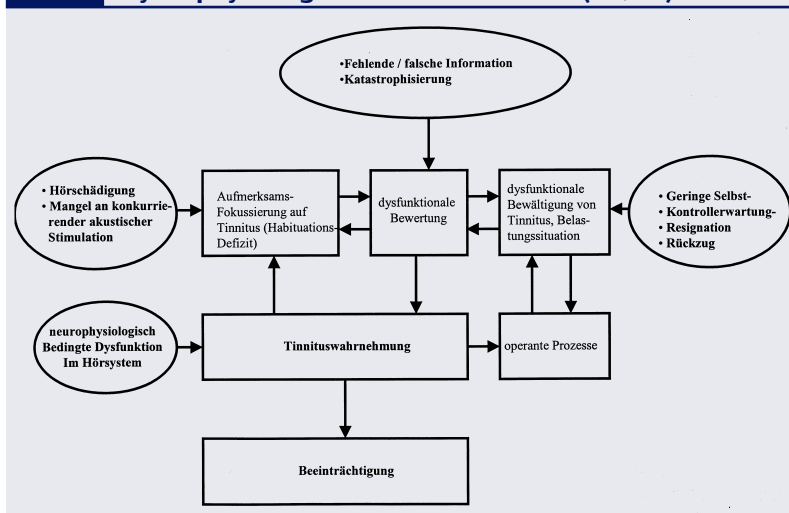 •Fehlende / falsche Information
•Katastrophisierung
• Hörschädigung
• Mangel an konkurrie-
render akustischer
Stimulation
Aufmerksams-
Fokussierung auf
Tinnitus (Habituations-
Defizit)
dysfunktionale
Bewertung
dysfunktionale
Bewältigung von
Tinnitus, Belas-
tungssituation
• Geringe Selbst-
• Kontrollerwartung-
• Resignation
• Rückzug
neurophysiologisch
Bedingte Dysfunktion
Im Hörsystem
Tinnituswahrnehmung
operante Prozesse
Beeinträchtigung